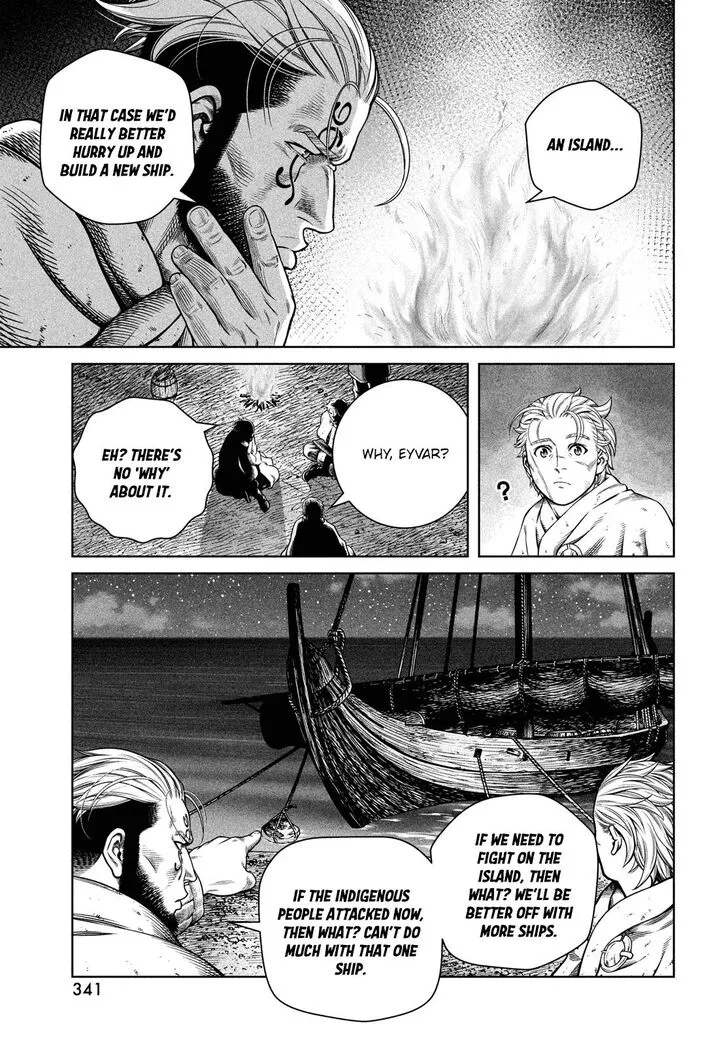 AN ISLAND...
IN THAT CASE WE'D
REALLY BETTER
HURRY UP AND
BUILD A NEW SHIP.
?
WHY, EYVAR?
EH? THERE'S
NO 'WHY'
ABOUT IT.
IF WE NEED TO
FIGHT ON THE
ISLAND, THEN
WHAT? WE'LL BE
BETTER OFF WITH
MORE SHIPS.
IF THE INDIGENOUS
PEOPLE ATTACKED NOW,
THEN WHAT? CAN'T DO
MUCH WITH THAT ONE
SHIP.
341